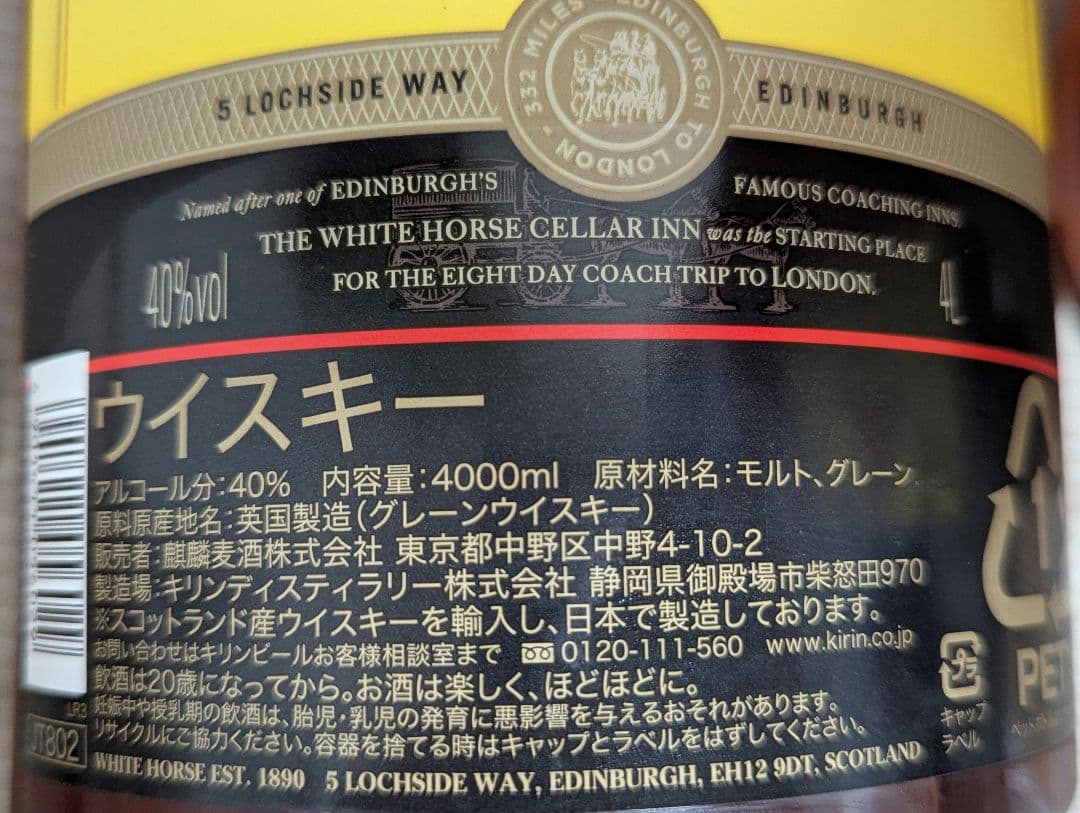 332 MILES · EDINBURGH TO LONDON ·
5 LOCHSIDE WAY
EDINBURGH
Named after one of EDINBURGH'S FAMOUS COACHING INNS.
THE WHITE HORSE CELLAR INN was the STARTING PLACE
FOR THE EIGHT DAY COACH TRIP TO LONDON.
40%vol
4L
ウイスキー
アルコール分:40% 内容量:4000ml 原材料名:モルト、グレーン
原料原産地名:英国製造(グレーンウイスキー)
販売者:麒麟麦酒株式会社 東京都中野区中野4-10-2
製造場:キリンディスティラリー株式会社 静岡県御殿場市柴怒田970
※スコットランド産ウイスキーを輸入し、日本で製造しております。
お問い合わせはキリンビールお客様相談室まで 0120-111-560 www.kirin.co.jp
飲酒は20歳になってから。お酒は楽しく、ほどほどに。
妊娠中や授乳期の飲酒は、胎児・乳児の発育に悪影響を与えるおそれがあります。
リサイクルにご協力ください。容器を捨てる時はキャップとラベルをはずしてください。
WHITE HORSE EST. 1890 5 LOCHSIDE WAY, EDINBURGH, EH12 9DT, SCOTLAND
LR3
JT802
1
PET
プラ
キャップ
ラベル